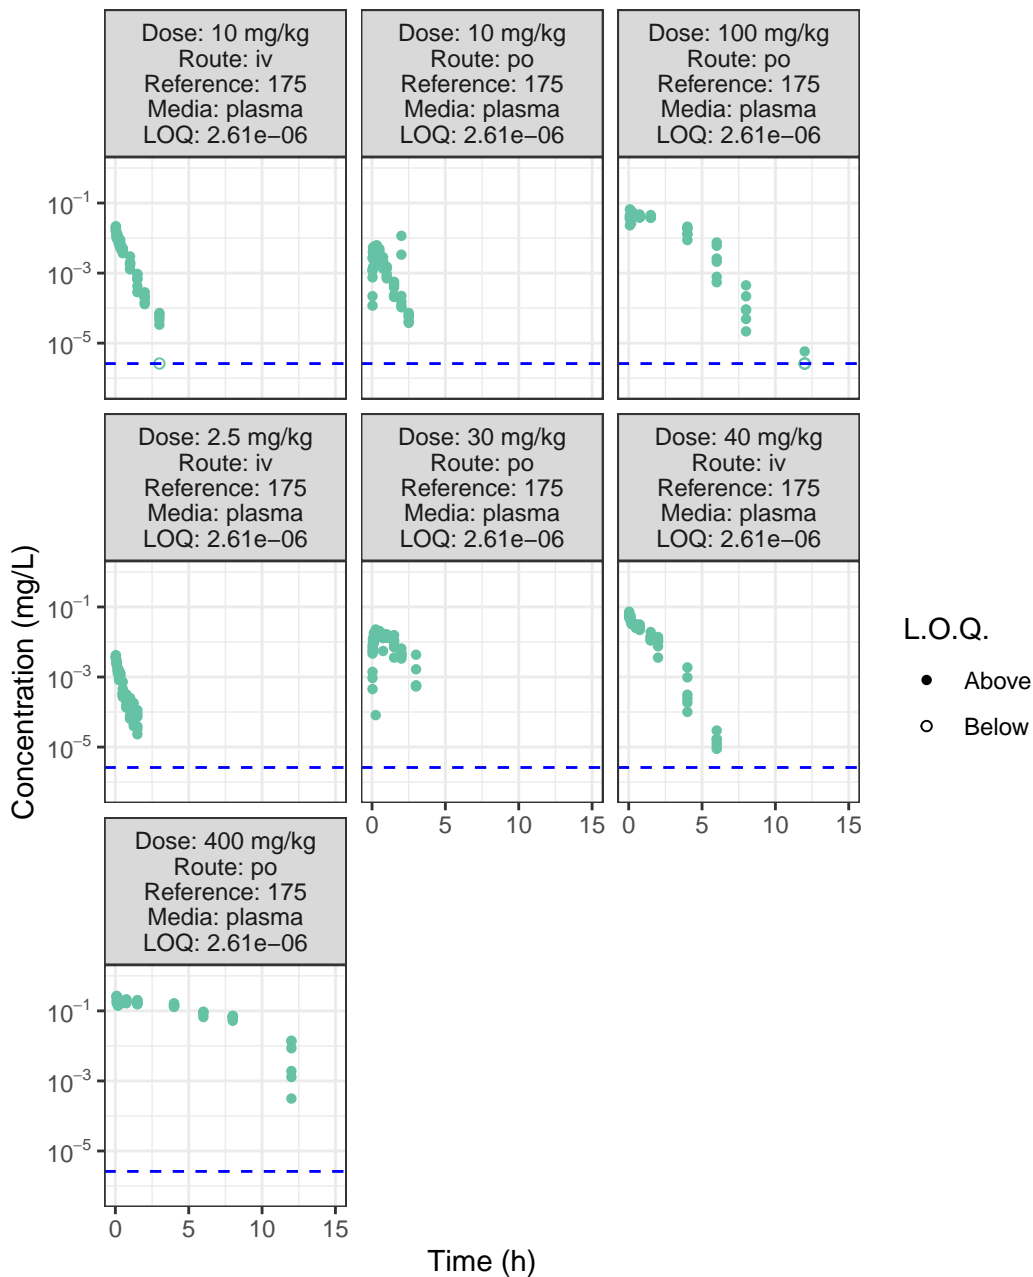 Dose: 10 mg/kg
Route: iv
Reference: 175
Media: plasma
LOQ: 2.61e−06
Dose: 10 mg/kg
Route: po
Reference: 175
Media: plasma
LOQ: 2.61e−06
Dose: 100 mg/kg
Route: po
Reference: 175
Media: plasma
LOQ: 2.61e−06
10⁻¹
10⁻³
10⁻⁵
Dose: 2.5 mg/kg
Route: iv
Reference: 175
Media: plasma
LOQ: 2.61e−06
Dose: 30 mg/kg
Route: po
Reference: 175
Media: plasma
LOQ: 2.61e−06
Dose: 40 mg/kg
Route: iv
Reference: 175
Media: plasma
LOQ: 2.61e−06
10⁻¹
10⁻³
10⁻⁵
0 5 10 15
0 5 10 15
Dose: 400 mg/kg
Route: po
Reference: 175
Media: plasma
LOQ: 2.61e−06
10⁻¹
10⁻³
10⁻⁵
0 5 10 15
Time (h)
Concentration (mg/L)
L.O.Q.
Above
Below